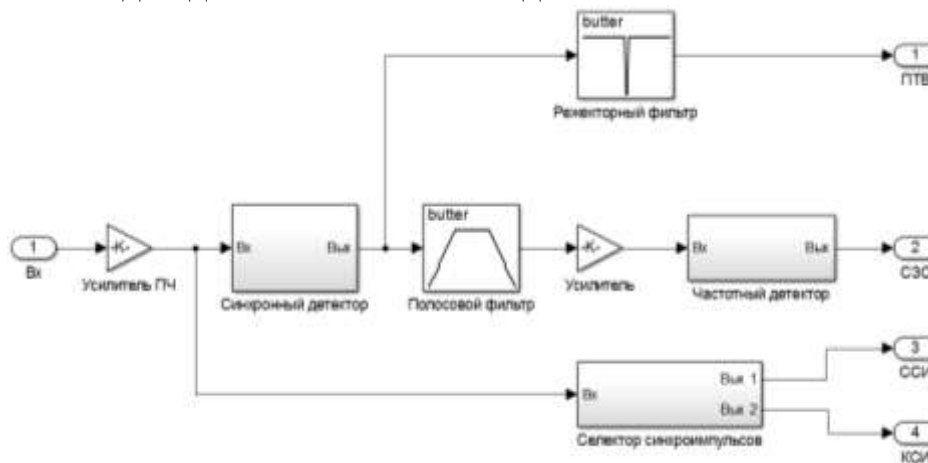 butter
1
ПТВ
Режекторный фильтр
butter
1
-K-
Вх
Вых
-K-
Вх
Вых
2
Вх
Усилитель ПЧ
Синхронный детектор
Полосовой фильтр
Усилитель
Частотный детектор
СЗС
3
ССИ
Вх
Вых 1
Вых 2
Селектор синхроимпульсов
4
КСИ